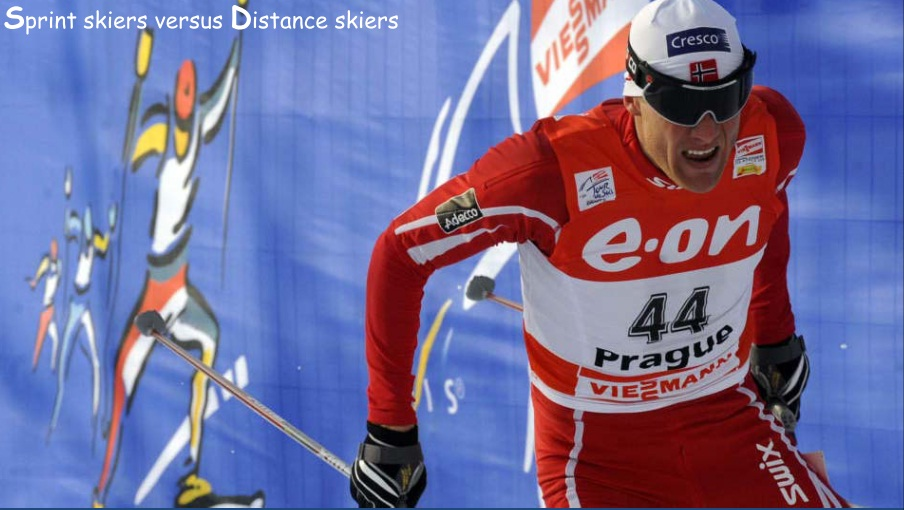 Sprint skiers versus Distance skiers
VIESSMANN
Cresco
Adecco
e·on
44
Prague
VIESSMANN
Swix